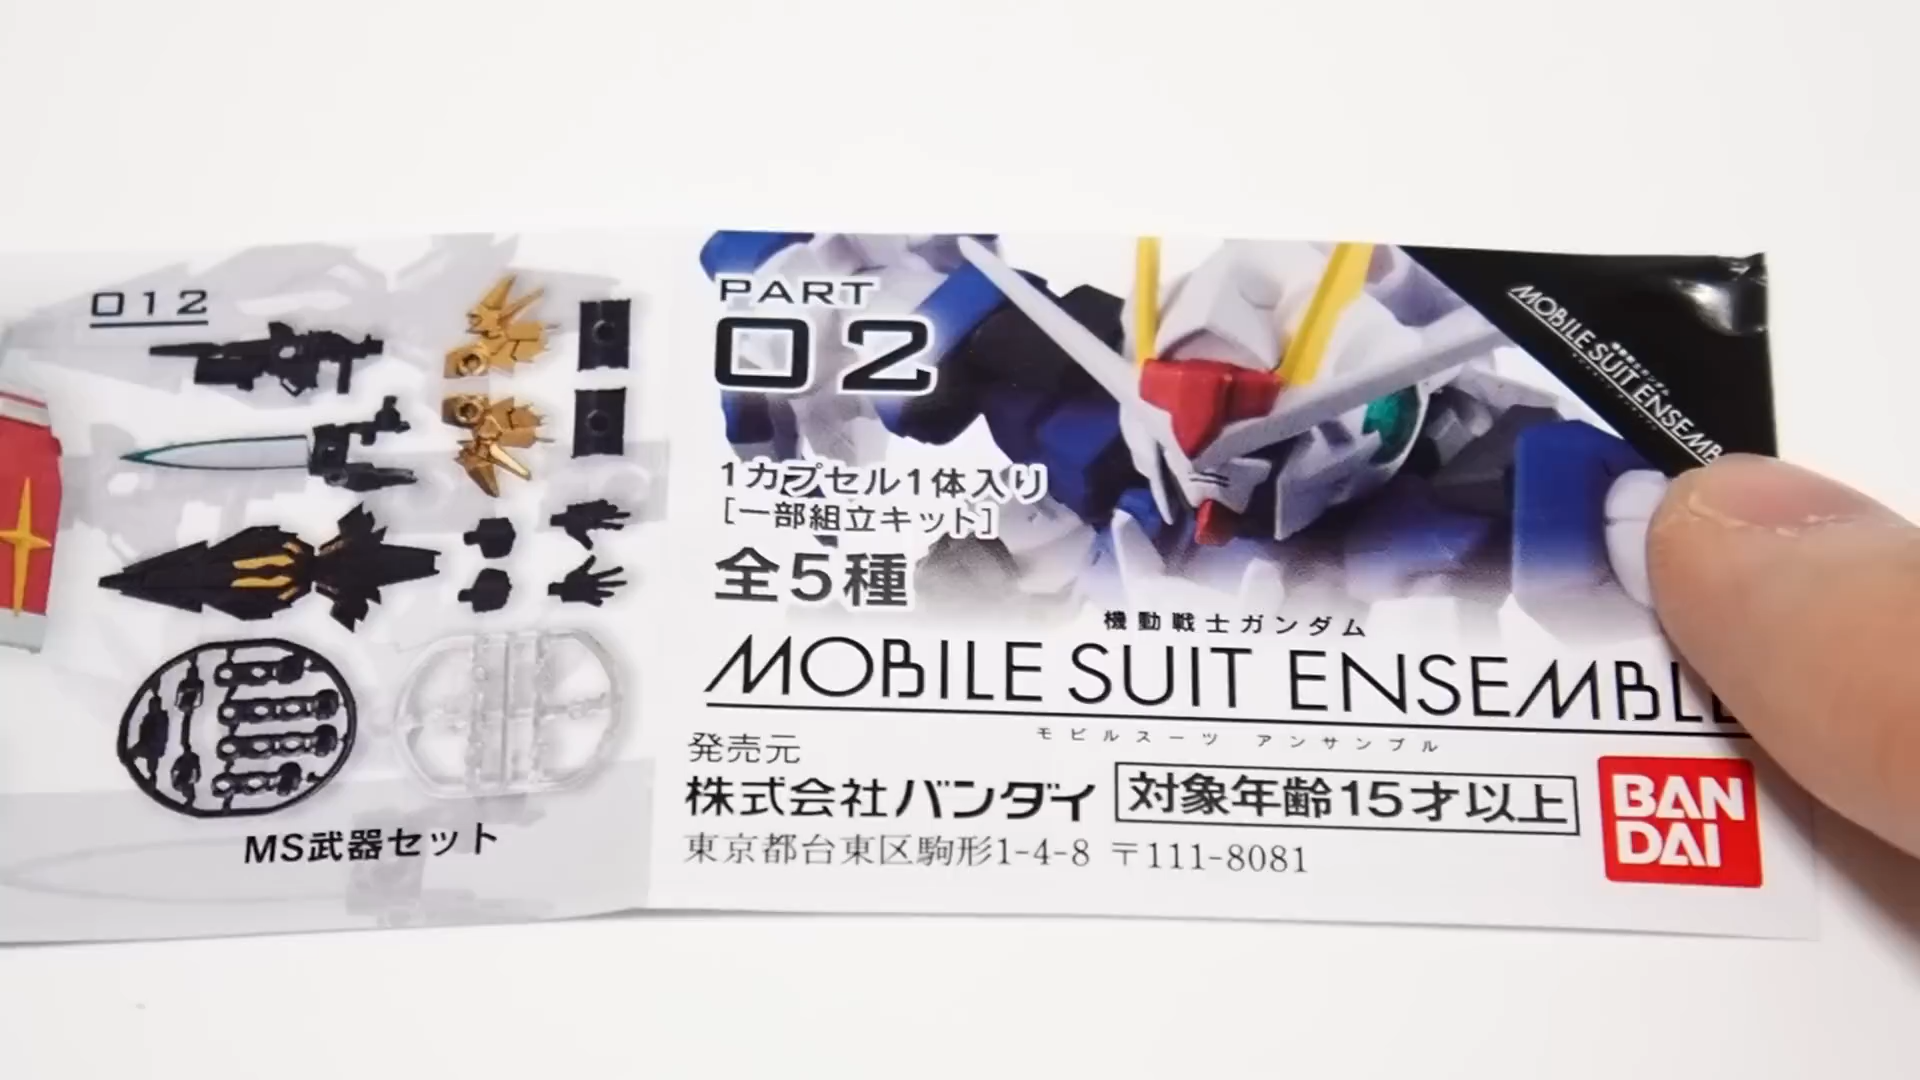 012
MS武器セット
PART
02
1カプセル1体入り
[一部組立キット]
全5種
機動戦士ガンダム
MOBILE SUIT ENSEMB
MOBILE SUIT ENSEMBL
モビルスーツ アンサンブル
発売元
株式会社バンダイ
対象年齢15才以上
東京都台東区駒形1-4-8 〒111-8081
BAN
DAI